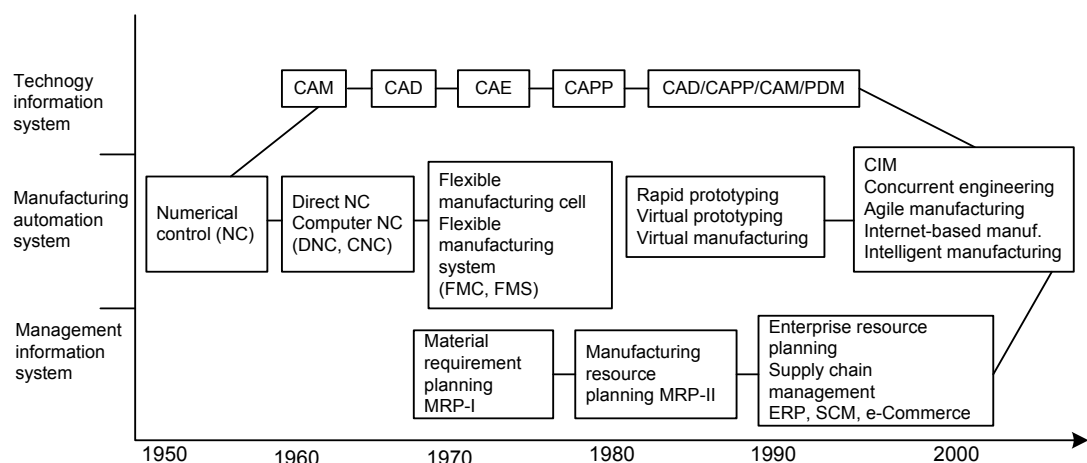 Technogy
information
system
CAM
CAD
CAE
CAPP
CAD/CAPP/CAM/PDM
Manufacturing
automation
system
Numerical
control (NC)
Direct NC
Computer NC
(DNC, CNC)
Flexible
manufacturing cell
Flexible
manufacturing
system
(FMC, FMS)
Rapid prototyping
Virtual prototyping
Virtual manufacturing
CIM
Concurrent engineering
Agile manufacturing
Internet-based manuf.
Intelligent manufacturing
Management
information
system
Material
requirement
planning
MRP-I
Manufacturing
resource
planning MRP-II
Enterprise resource
planning
Supply chain
management
ERP, SCM, e-Commerce
1950
1960
1970
1980
1990
2000